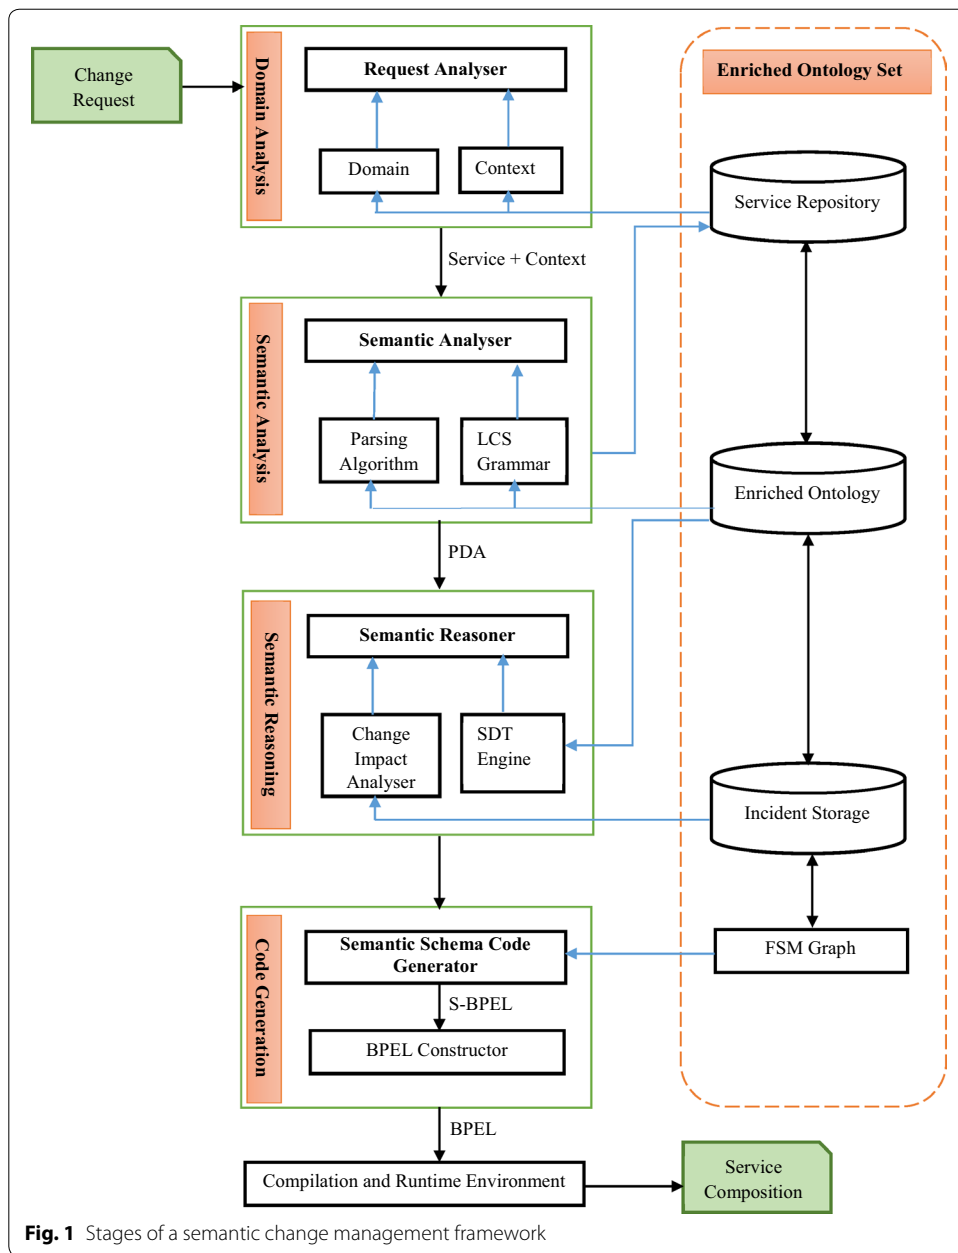 Change
Request
Domain Analysis
Request Analyser
Domain
Context
Enriched Ontology Set
Service Repository
Service + Context
Semantic Analysis
Semantic Analyser
Parsing
Algorithm
LCS
Grammar
Enriched Ontology
PDA
Semantic Reasoning
Semantic Reasoner
Change
Impact
Analyser
SDT
Engine
Incident Storage
Code Generation
Semantic Schema Code
Generator
FSM Graph
S-BPEL
BPEL Constructor
BPEL
Compilation and Runtime Environment
Service
Composition
Fig. 1 Stages of a semantic change management framework